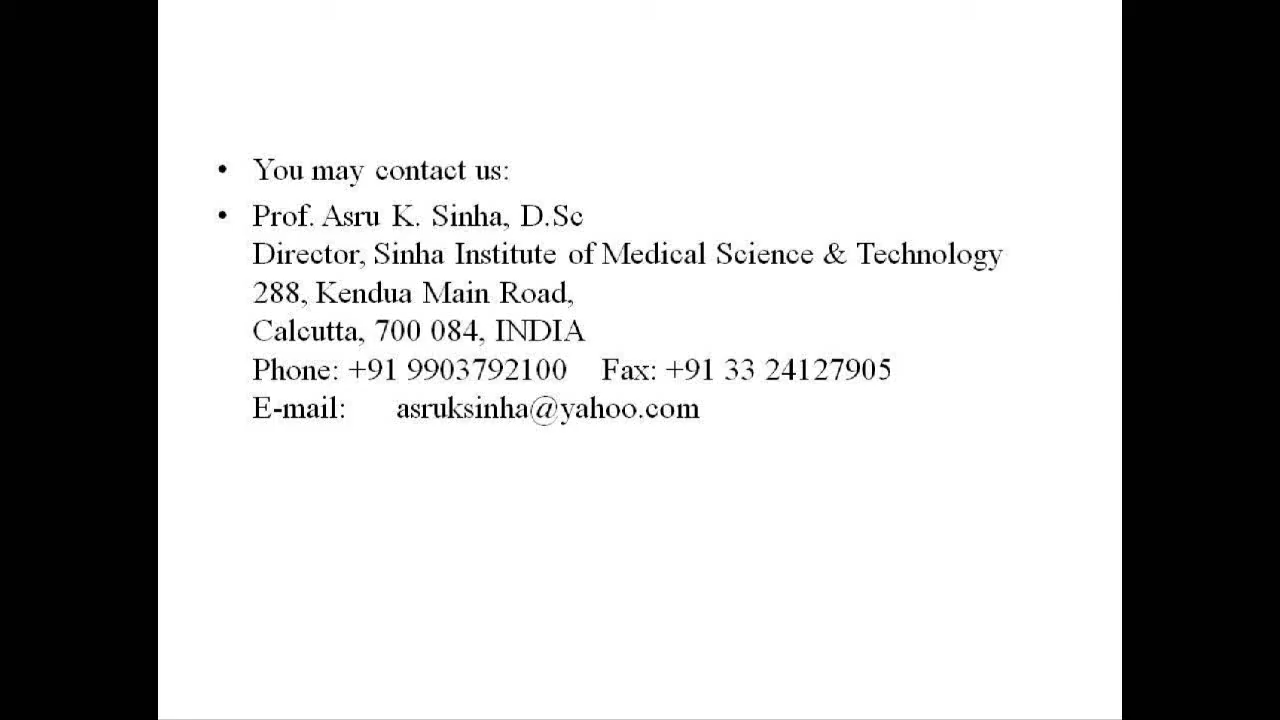 • You may contact us:
• Prof. Asru K. Sinha, D.Sc
Director, Sinha Institute of Medical Science & Technology
288, Kendua Main Road,
Calcutta, 700 084, INDIA
Phone: +91 9903792100 Fax: +91 33 24127905
E-mail: asruksinha@yahoo.com